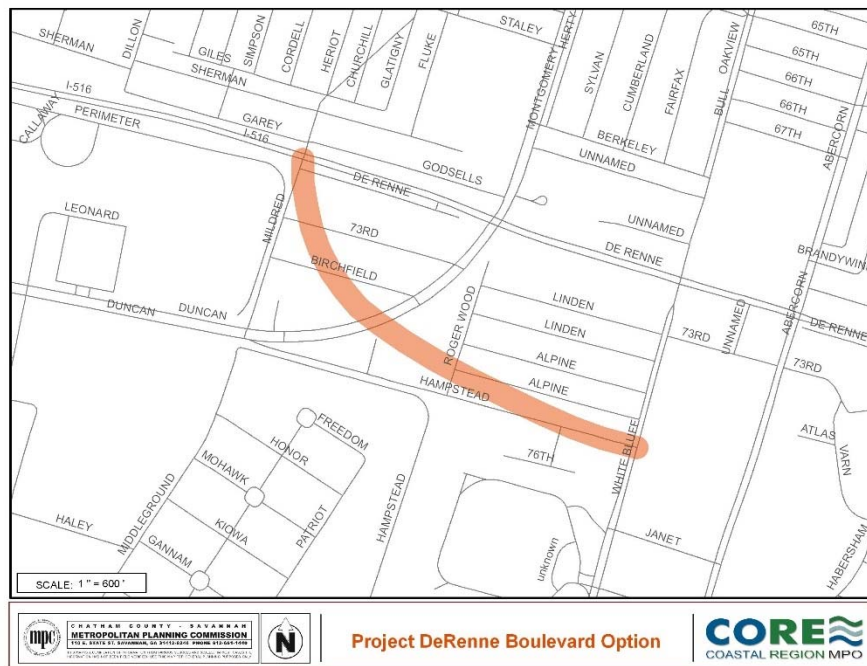 SHERMAN
DILLON
GILES
SIMPSON
CORDELL
HERIOT
CHURCHILL
GLATIGNY
FLUKE
STALEY
MONTGOMERY
HERTY
SYLVAN
CUMBERLAND
FAIRFAX
BULL
OAKVIEW
65TH
65TH
66TH
66TH
67TH
ABERCORN
SHERMAN
I-516
CALLAWAY
PERIMETER
GAREY
I-516
GODSELLS
BERKELEY
UNNAMED
DE RENNE
LEONARD
MILDRED
73RD
UNNAMED
DE RENNE
BRANDYWINE
BIRCHFIELD
DUNCAN
DUNCAN
ROGER WOOD
LINDEN
LINDEN
ALPINE
ALPINE
73RD
UNNAMED
ABERCORN
DE RENNE
73RD
HAMPSTEAD
WHITE BLUFF
76TH
ATLAS
VARN
FREEDOM
HONOR
MOHAWK
KIOWA
PATRIOT
GANNAM
MIDDLEGROUND
HALEY
HAMPSTEAD
unknown
JANET
HABERSHAM
SCALE: 1 " = 600 '
mpc
CHATHAM COUNTY - SAVANNAH
METROPOLITAN PLANNING COMMISSION
N
Project DeRenne Boulevard Option
CORE
COASTAL REGION MPO